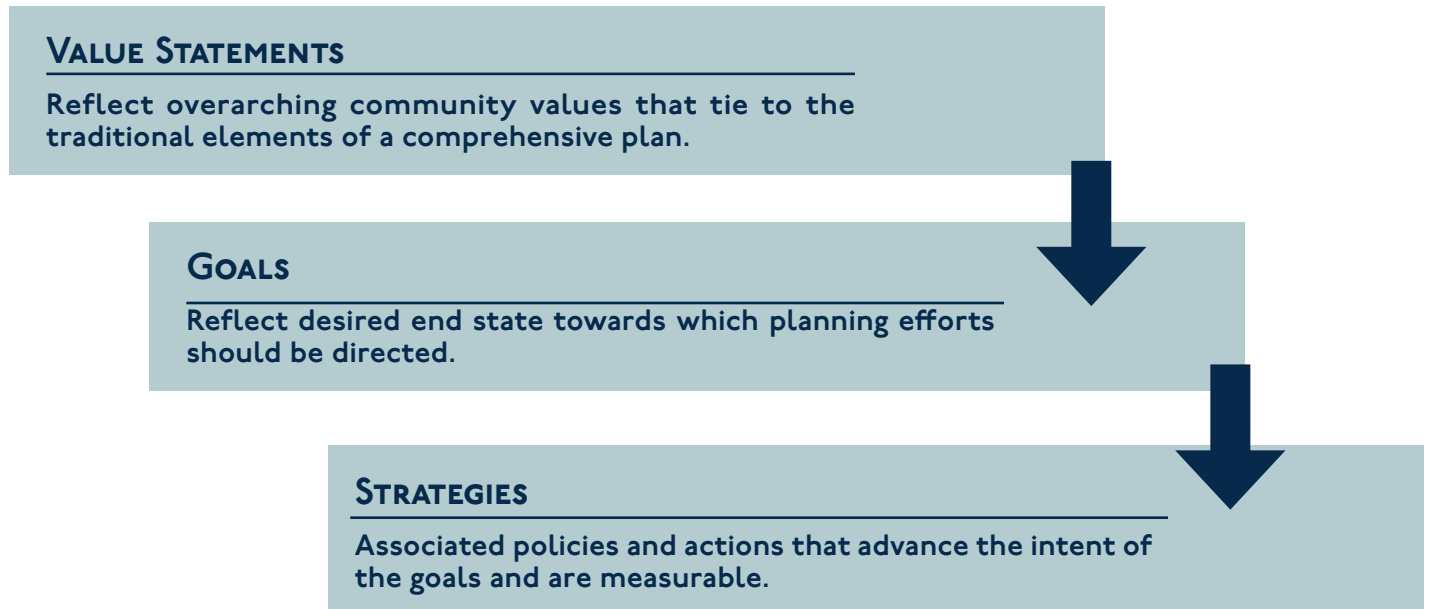 Value Statements
Reflect overarching community values that tie to the
traditional elements of a comprehensive plan.
Goals
Reflect desired end state towards which planning efforts
should be directed.
Strategies
Associated policies and actions that advance the intent of
the goals and are measurable.